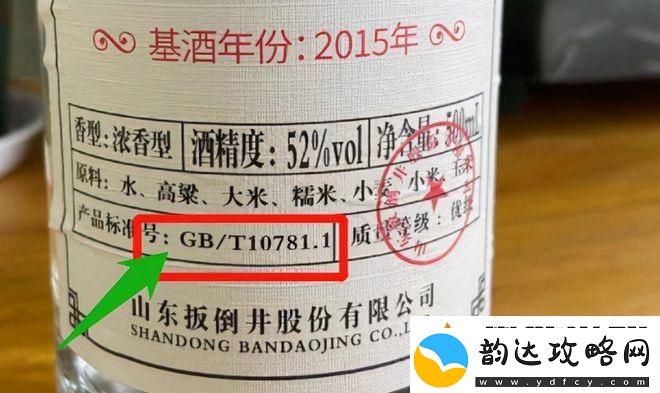 基酒年份：2015年
香型：浓香型 酒精度：52%vol 净含量：500mL
原料：水、高粱、大米、糯米、小麦、小米、玉米
产品标准号：GB/T10781.1 质量等级：优级
山东扳倒井股份有限公司
SHANDONG BANDAOJING CO.,
韵达攻略网
www.ydfcy.com